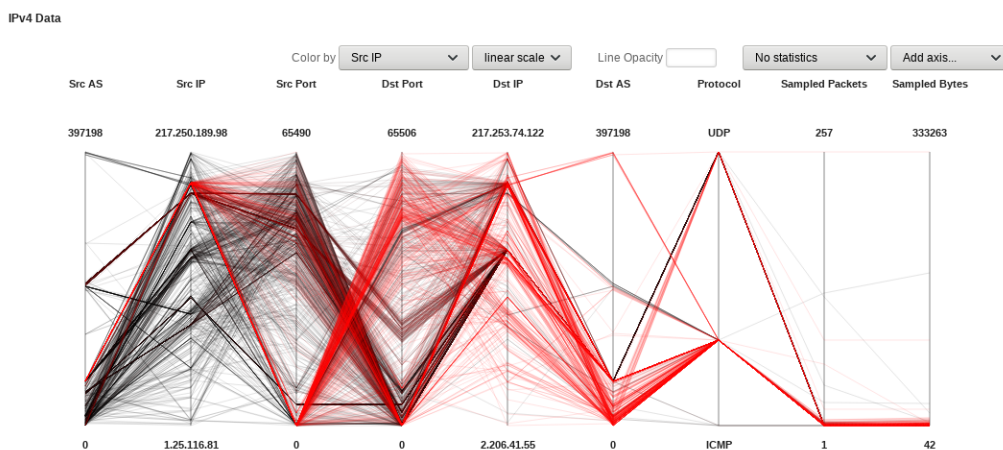 IPv4 Data
Color by Src IP linear scale Line Opacity No statistics Add axis...
Src AS Src IP Src Port Dst Port Dst IP Dst AS Protocol Sampled Packets Sampled Bytes
397198 217.250.189.98 65490 65506 217.253.74.122 397198 UDP 257 333263
0 1.25.116.81 0 0 2.206.41.55 0 ICMP 1 42